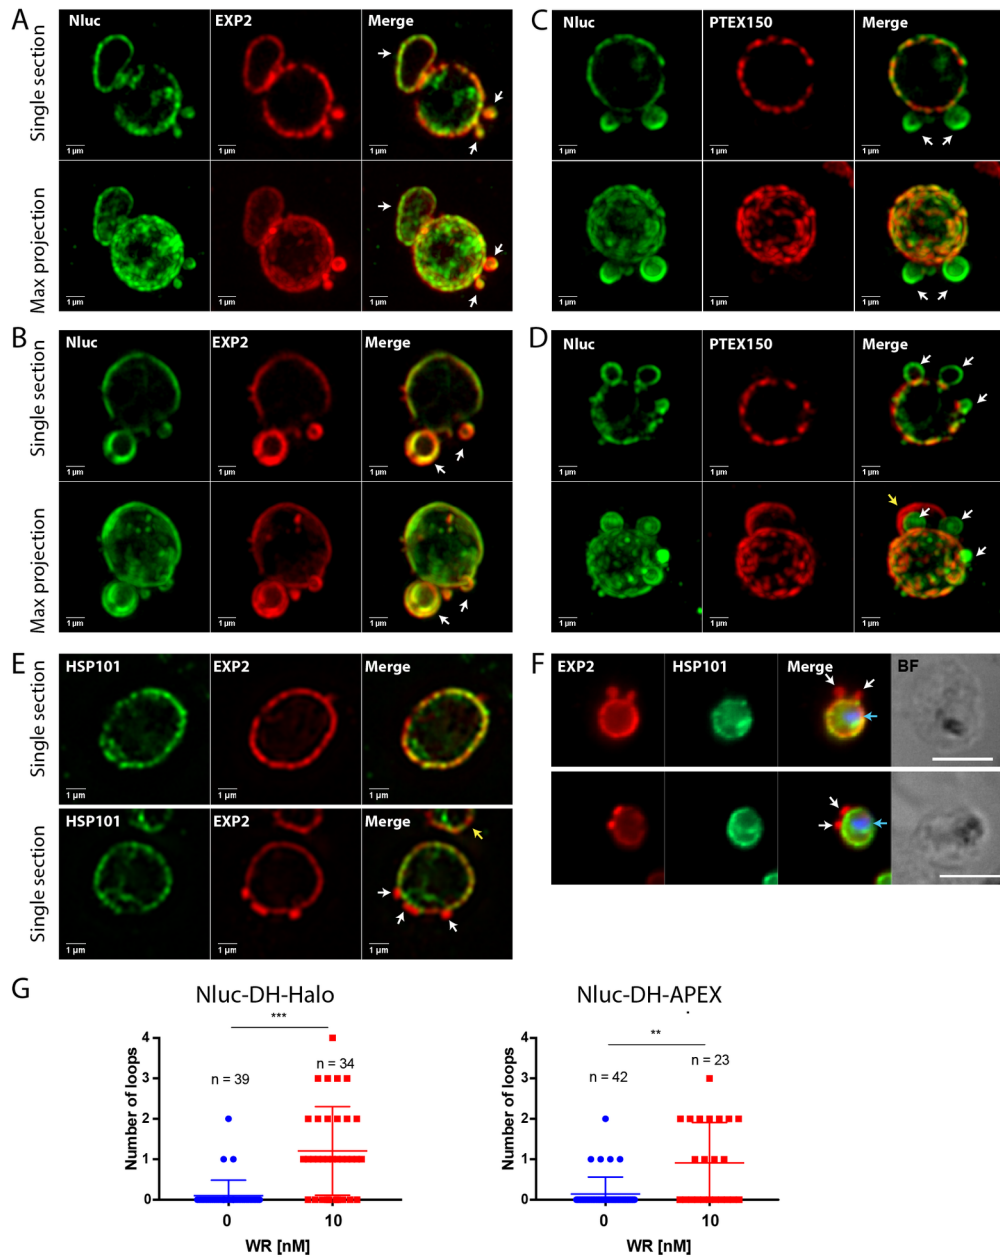 A
Nluc
EXP2
Merge
Single section
1 µm
1 µm
1 µm
Max projection
1 µm
1 µm
1 µm
B
Nluc
EXP2
Merge
Single section
1 µm
1 µm
1 µm
Max projection
1 µm
1 µm
1 µm
C
Nluc
PTEX150
Merge
1 µm
1 µm
1 µm
1 µm
1 µm
1 µm
D
Nluc
PTEX150
Merge
1 µm
1 µm
1 µm
1 µm
1 µm
1 µm
E
HSP101
EXP2
Merge
Single section
1 µm
1 µm
1 µm
HSP101
EXP2
Merge
Single section
1 µm
1 µm
1 µm
F
EXP2
HSP101
Merge
BF
G
Nluc-DH-Halo
***
n = 39
n = 34
Number of loops
4
3
2
1
0
0
10
WR [nM]
Nluc-DH-APEX
**
n = 42
n = 23
Number of loops
4
3
2
1
0
0
10
WR [nM]